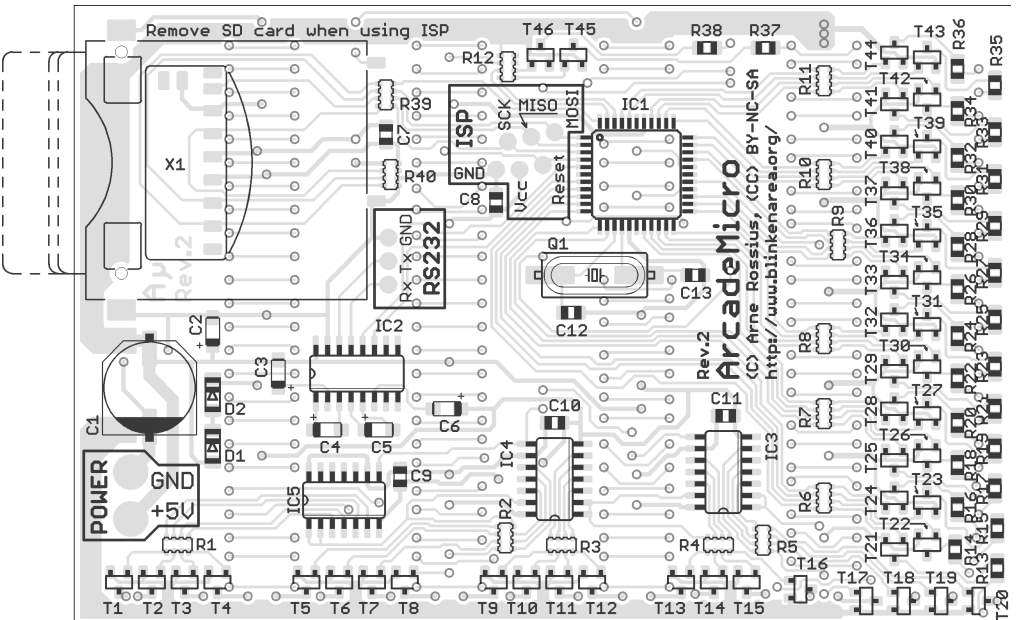 Remove SD card when using ISP
T46 T45
R38 R37
T44 T43 R36
R35
R12
R11
T42
R39
C7
R40
X1
ISP
SCK
MISO
MOSI
GND
Vcc
Reset
C8
IC1
T41
R34
T40 T39
R33
R32
R10
T38
R31
T37
R30
T35
R29
T36
R9
R28
T34
R27
T33
R26
T31
R25
T32
R24
R8
T30
R23
T29
R22
T27
R21
T28
R20
R7
T26
R19
T25
R18
T23
R17
T24
R16
R6
T22
R15
T21
R14
R13
Rx Tx GND
RS232
Q1
C13
C12
Rev.2
ArcadeMicro
(C) Arne Rossius, (CC) BY-NC-SA
http://www.blinkenarea.org/
Aµ
Rev.2
C2
C3
IC2
C1
D2
D1
C4 C5
C6
C10
C11
IC4
IC3
C9
IC5
POWER
GND
+5V
R1
R2
R3
R4
R5
T1 T2 T3 T4
T5 T6 T7 T8
T9 T10 T11 T12
T13 T14 T15
T16
T17 T18 T19
T20